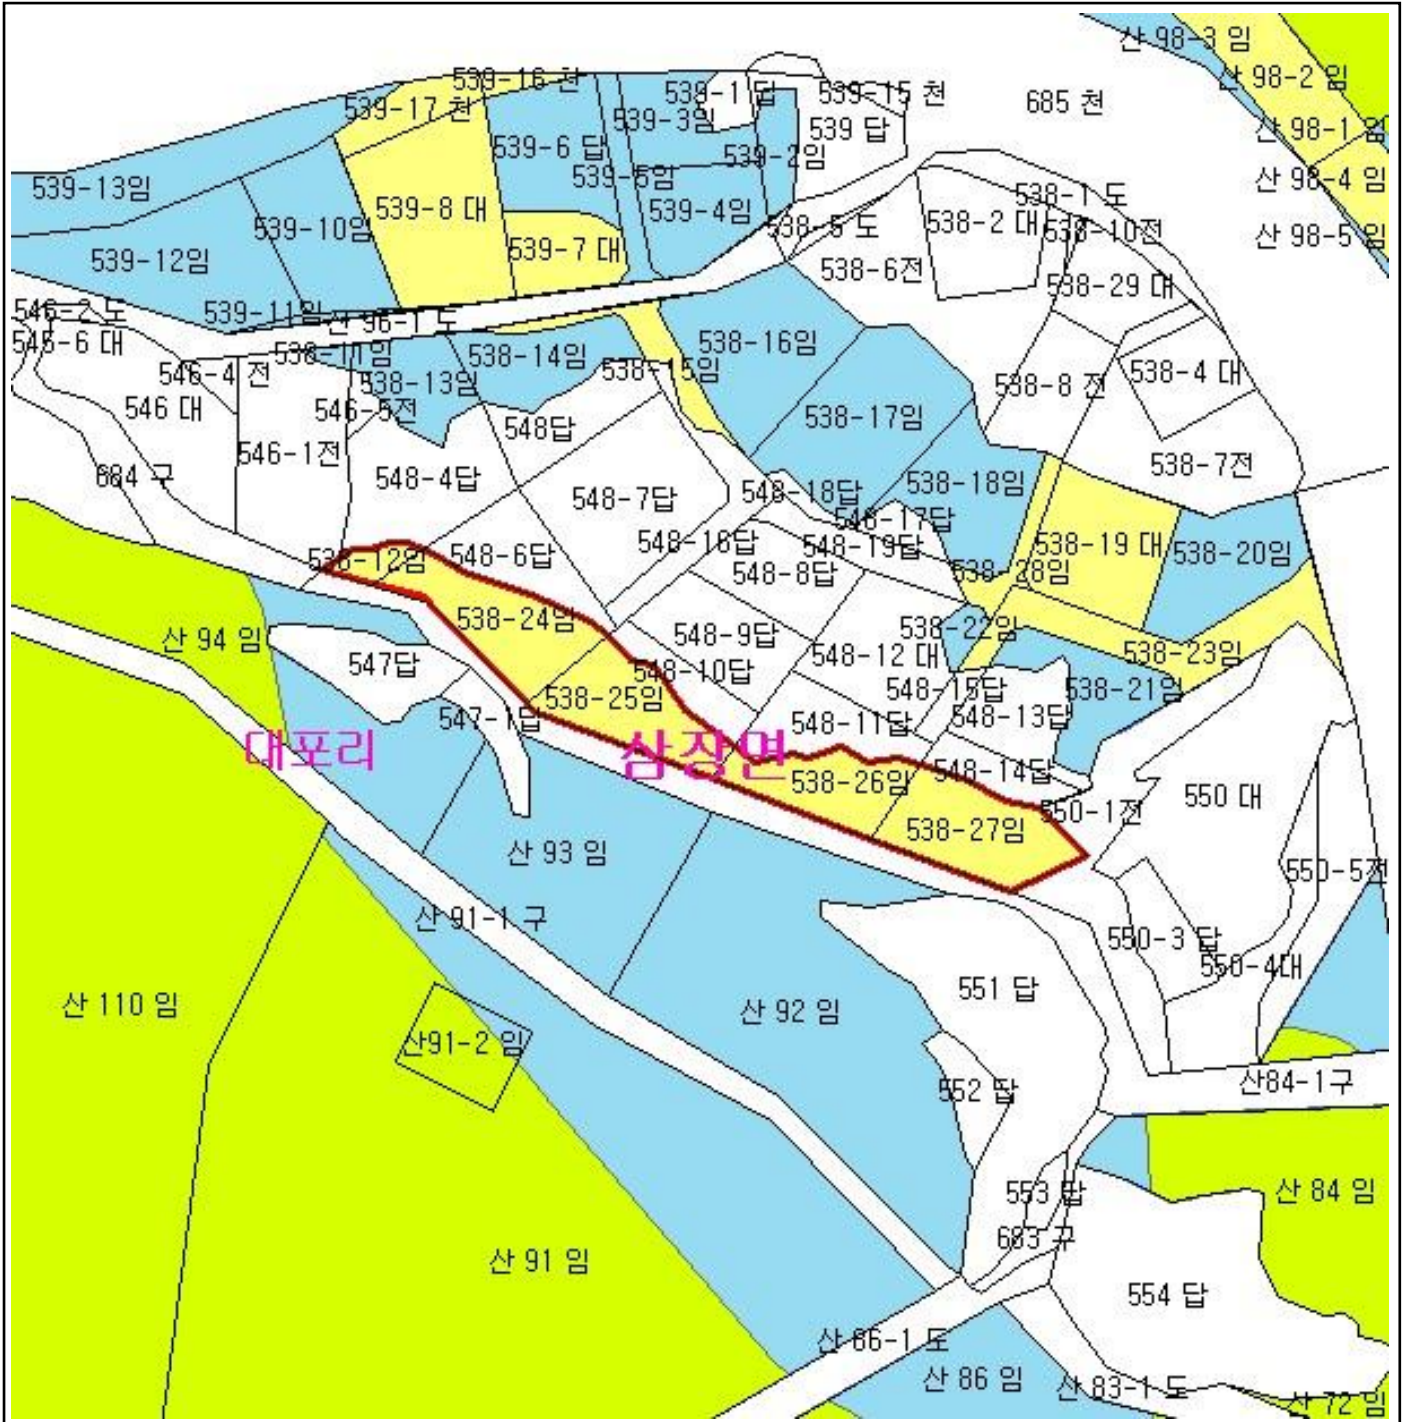 산 98-3 임
539-16 천
산 98-2 임
539-1 답
539-15 천
685 천
539-17 천
539-3임
539 답
산 98-1 임
539-6 답
539-2임
539-5임
산 98-4 임
539-13임
538-1 도
539-8 대
539-4임
538-5 도
538-2 대
538-10전
539-10임
산 98-5 임
539-7 대
539-12임
538-6전
538-29 대
546-2 도
539-11임
산 96-1 도
545-6 대
538-11임
538-14임
538-16임
546-4 전
538-13임
538-15임
538-8 전
538-4 대
546 대
546-5전
548답
538-17임
546-1전
538-7전
684 구
548-4답
548-7답
548-18답
538-18임
548-17답
548-16답
548-19답
538-19 대
538-20임
538-12임
548-6답
548-8답
538-28임
538-24임
548-9답
538-22임
산 94 임
547답
548-10답
548-12 대
538-23임
538-25임
548-15답
538-21임
547-1답
548-11답
548-13답
대포리
삼장면
538-26임
548-14답
550 대
550-1전
538-27임
산 93 임
550-5전
산 91-1 구
550-3 답
550-4대
551 답
산 110 임
산 92 임
산91-2 임
552 답
산84-1구
553 답
산 84 임
683 구
산 91 임
554 답
산 86-1 도
산 86 임
산 83-1 도
산 72 임